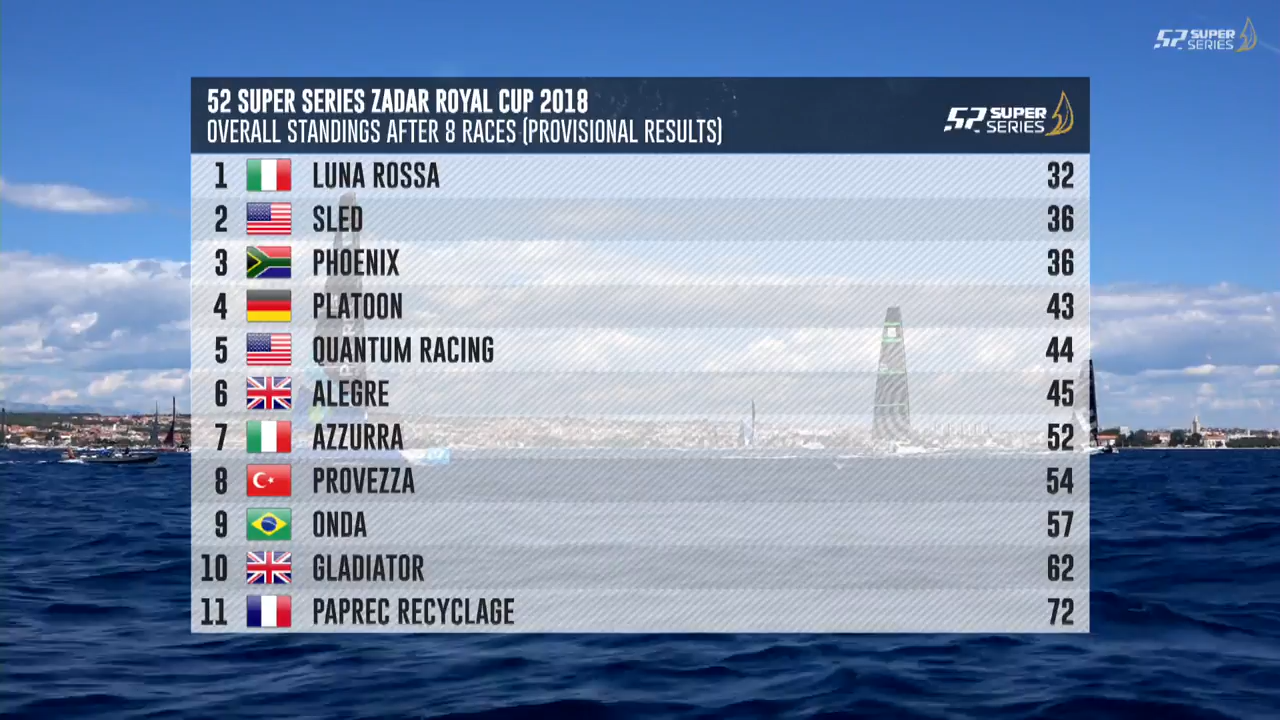 52 SUPER SERIES
52 SUPER SERIES ZADAR ROYAL CUP 2018
OVERALL STANDINGS AFTER 8 RACES (PROVISIONAL RESULTS)
52 SUPER SERIES
1 LUNA ROSSA 32
2 SLED 36
3 PHOENIX 36
4 PLATOON 43
5 QUANTUM RACING 44
6 ALEGRE 45
7 AZZURRA 52
8 PROVEZZA 54
9 ONDA 57
10 GLADIATOR 62
11 PAPREC RECYCLAGE 72